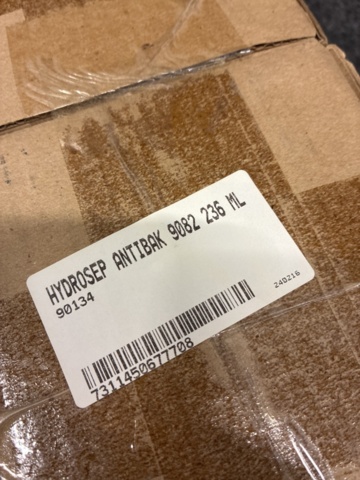 HYDROSEP ANTIBAK 9082 236 ML
90134
240216
7311450677708